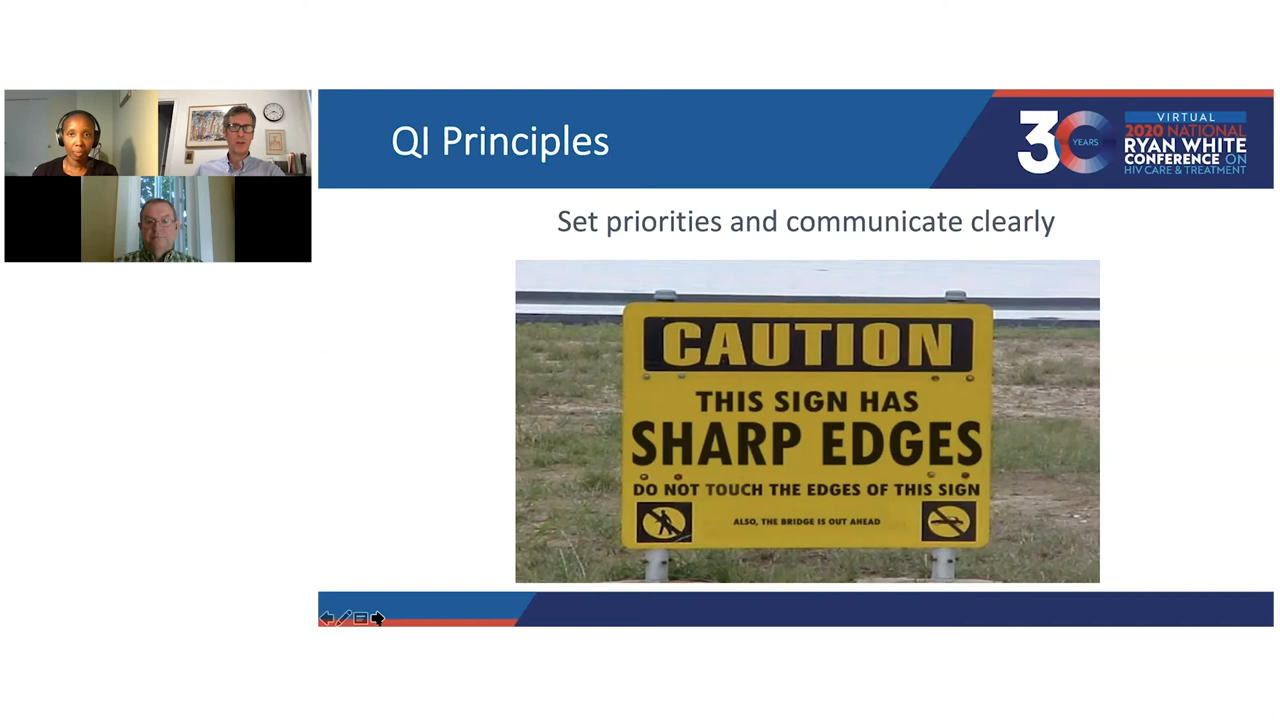 QI Principles
30
YEARS
VIRTUAL
2020 NATIONAL
RYAN WHITE
CONFERENCE ON
HIV CARE & TREATMENT
Set priorities and communicate clearly
CAUTION
THIS SIGN HAS
SHARP EDGES
DO NOT TOUCH THE EDGES OF THIS SIGN
ALSO, THE BRIDGE IS OUT AHEAD